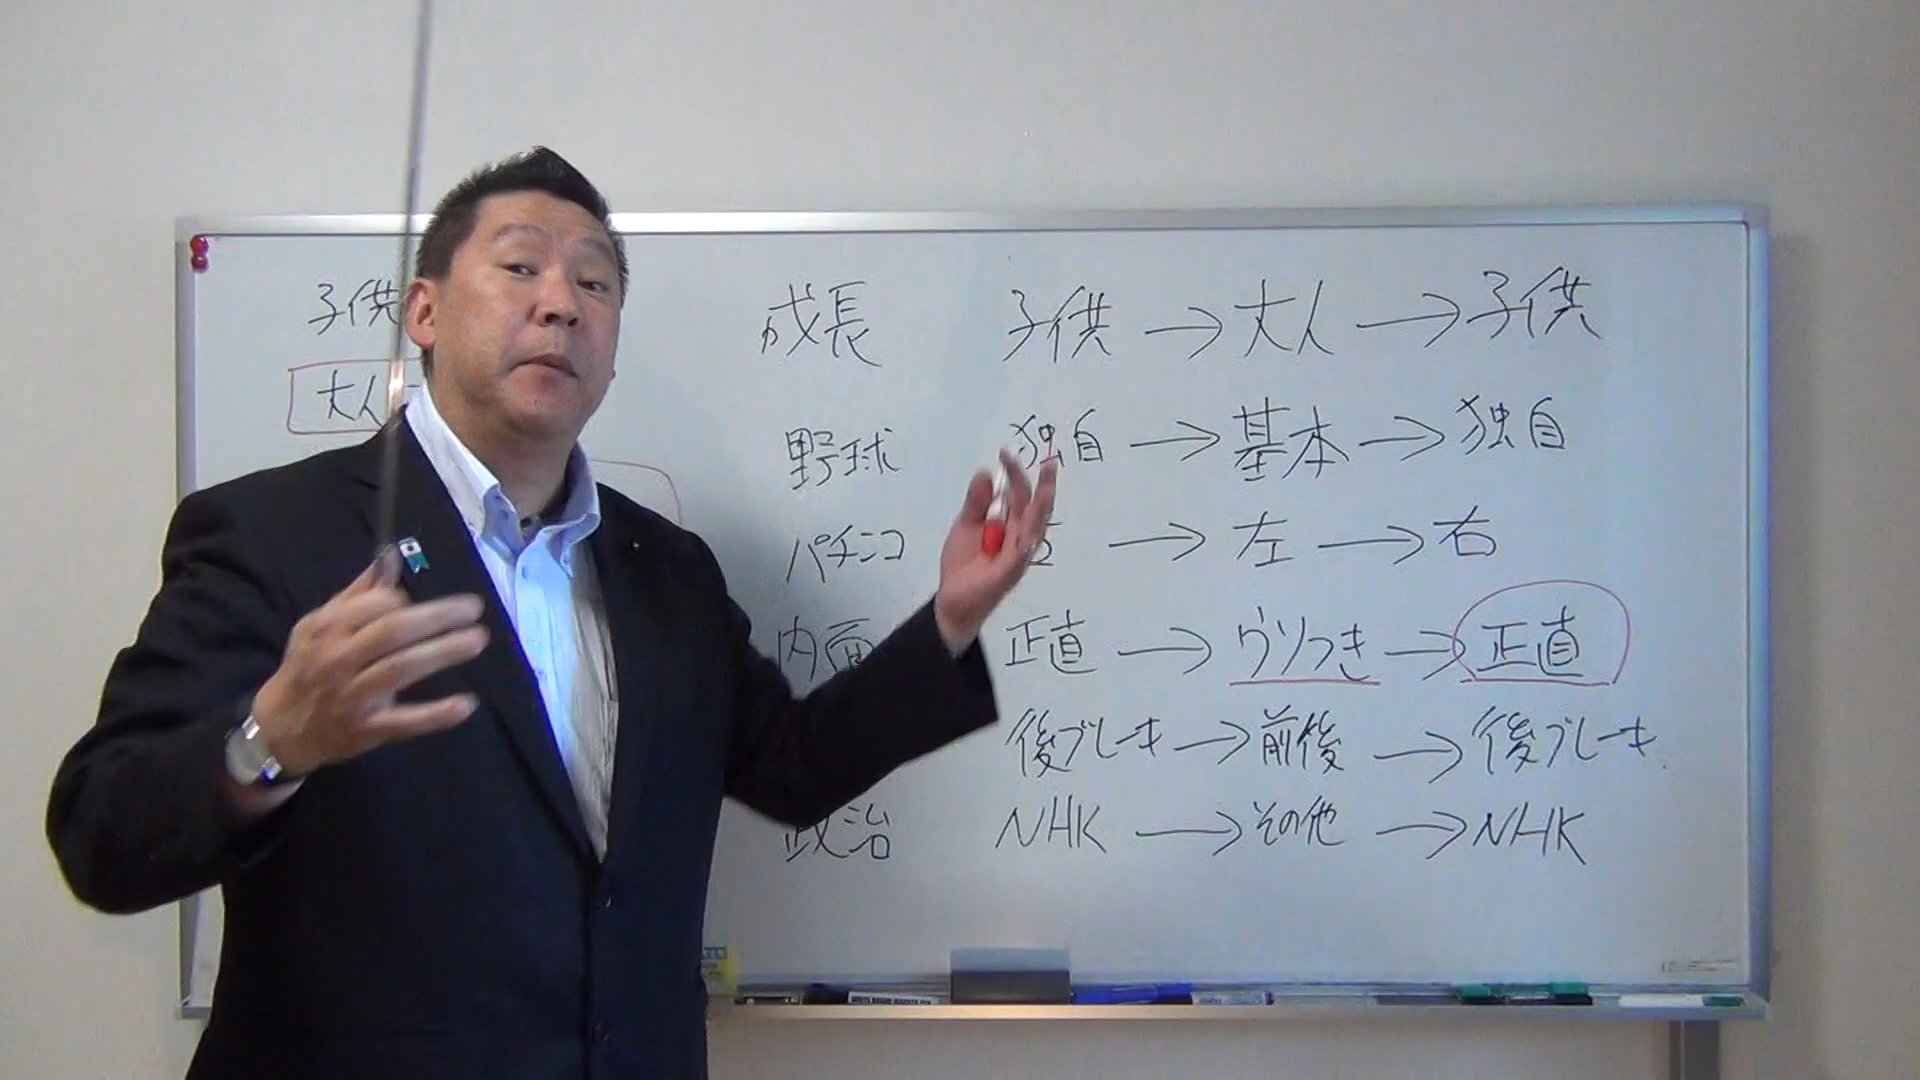 子供
大人
成長 子供 → 大人 → 子供
野球 独自 → 基本 → 独自
パチンコ → 左 → 右
内面 正直 → ウソつき → 正直
後ブレーキ → 前後 → 後ブレーキ
政治 NHK → その他 → NHK